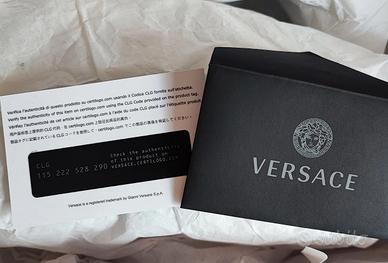 Verifica l'autenticità di questo prodotto su certilogo.com usando il Codice CLG fornito sull'etichetta.
Verify the authenticity of this item on certilogo.com using the CLG Code provided on the product tag.
Vérifiez l'authenticité de cet article sur certilogo.com à l'aide du code CLG placé sur l'étiquette produit.
CLG
115 222 528 290
Check the authenticity
of this product on
WWW.CERTILOGO.COM
Versace is a registered trademark by Gianni Versace S.p.A.
VERSACE